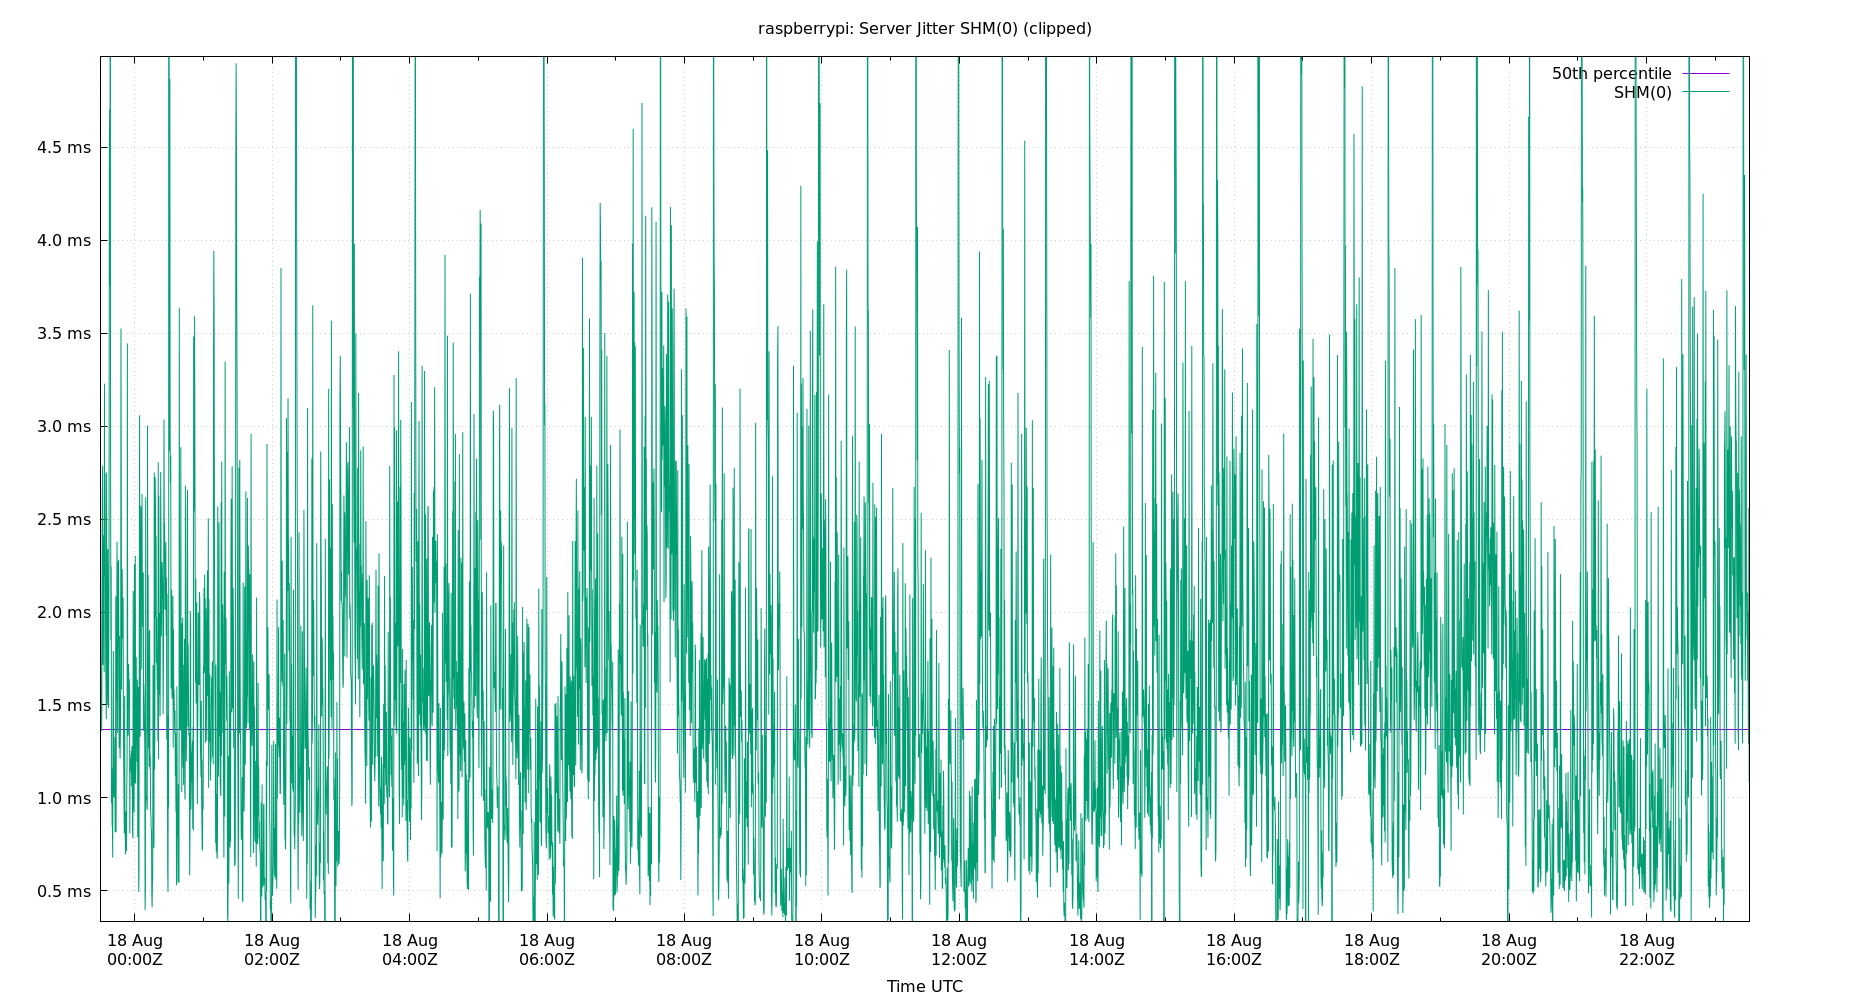 raspberrypi: Server Jitter SHM(0) (clipped)
50th percentile
SHM(0)
4.5 ms
4.0 ms
3.5 ms
3.0 ms
2.5 ms
2.0 ms
1.5 ms
1.0 ms
0.5 ms
18 Aug 18 Aug 18 Aug 18 Aug 18 Aug 18 Aug 18 Aug 18 Aug 18 Aug 18 Aug 18 Aug 18 Aug
00:00Z 02:00Z 04:00Z 06:00Z 08:00Z 10:00Z 12:00Z 14:00Z 16:00Z 18:00Z 20:00Z 22:00Z
Time UTC